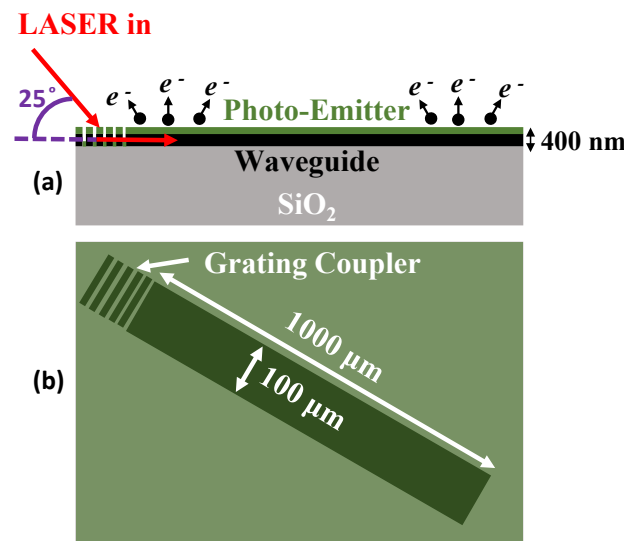 LASER in
25°
e - e - e - e - e - e -
Photo-Emitter
400 nm
Waveguide
(a)
SiO₂
Grating Coupler
1000 μm
100 μm
(b)